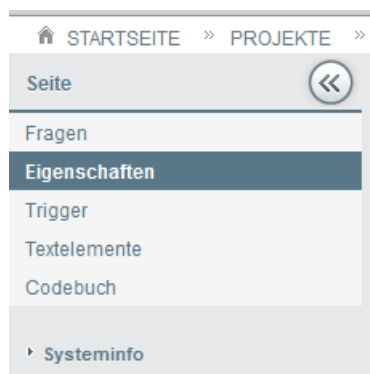 STARTSEITE » PROJEKTE »
Seite
Fragen
Eigenschaften
Trigger
Textelemente
Codebuch
Systeminfo